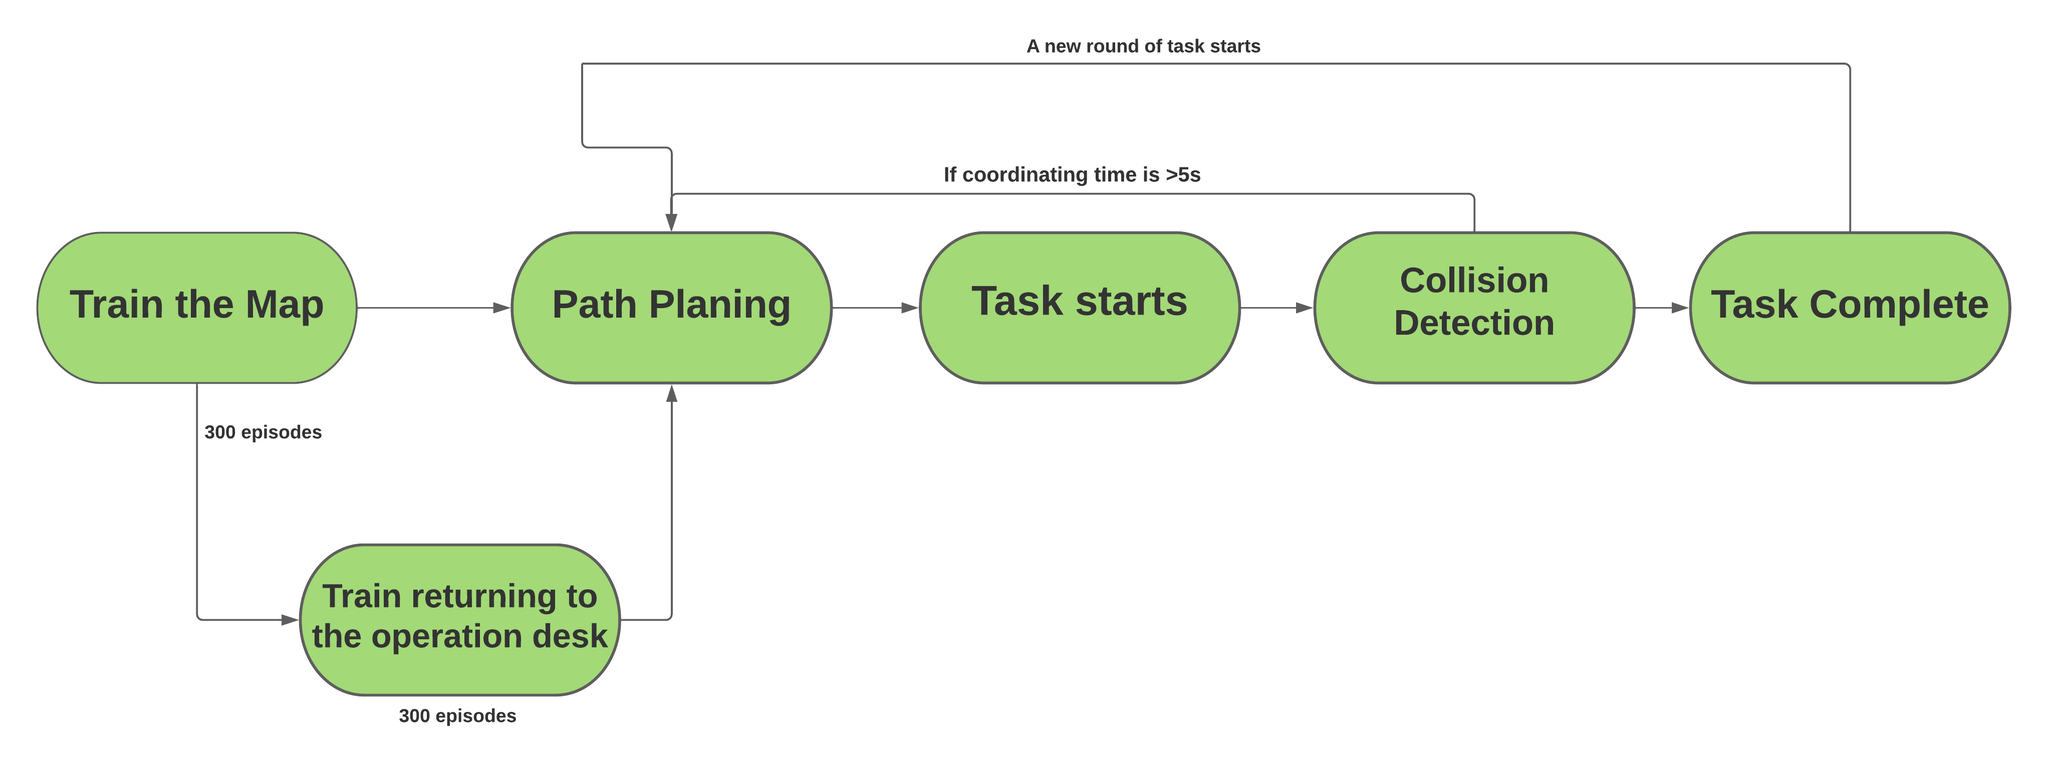 A new round of task starts
If coordinating time is >5s
Train the Map
Path Planing
Task starts
Collision
Detection
Task Complete
300 episodes
Train returning to
the operation desk
300 episodes